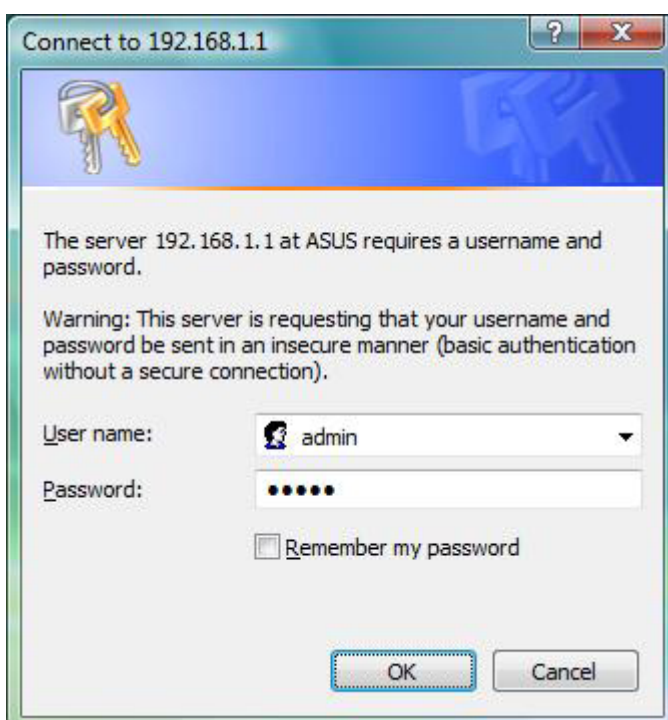 Connect to 192.168.1.1
?
X
The server 192.168.1.1 at ASUS requires a username and
password.
Warning: This server is requesting that your username and
password be sent in an insecure manner (basic authentication
without a secure connection).
User name:
admin
Password:
•••••
Remember my password
OK
Cancel